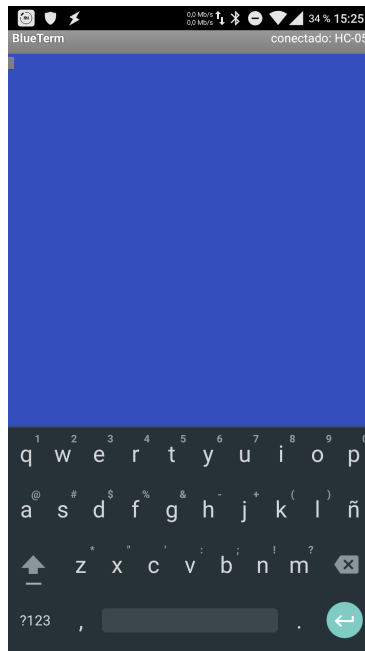 0,0 Mb/s
0,0 Mb/s
34 % 15:25
BlueTerm conectado: HC-05
1 2 3 4 5 6 7 8 9
q w e r t y u i o p
@ # $ % & - + ( )
a s d f g h j k l ñ
* " ' : ; ! ?
z x c v b n m
?123 , .